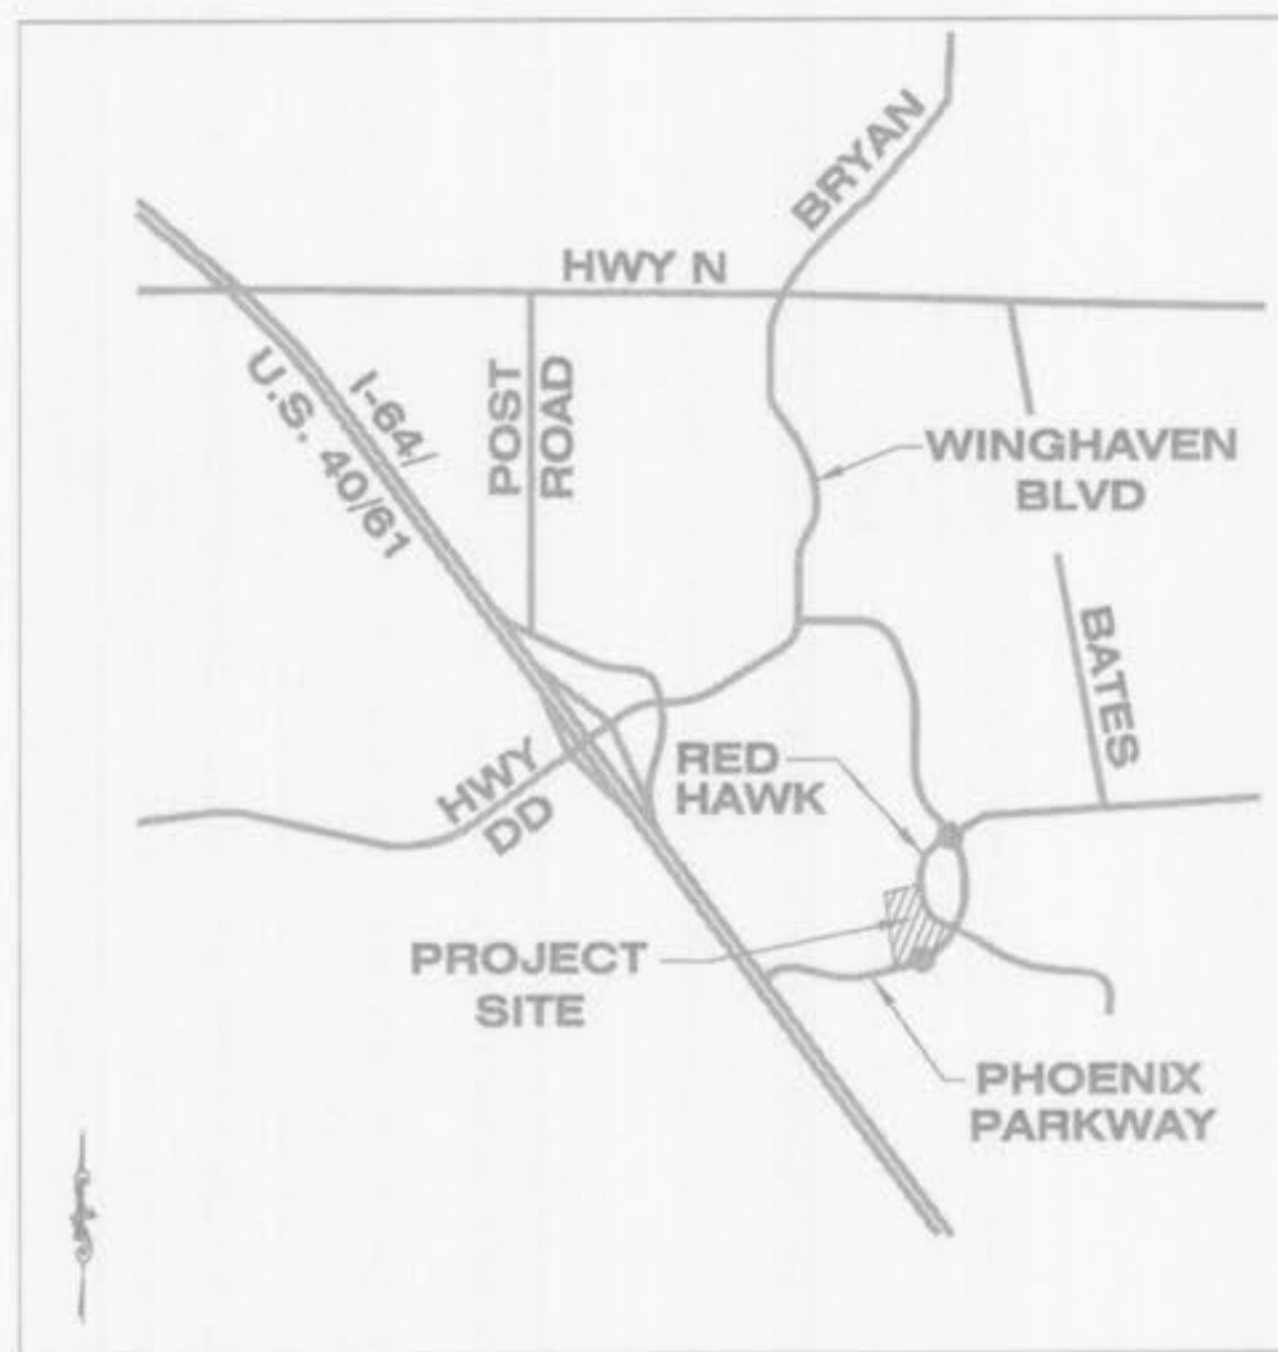 BRYAN
HWY N
I-64/
U.S. 40/61
POST
ROAD
WINGHAVEN
BLVD
BATES
HWY
DD
RED
HAWK
PROJECT
SITE
PHOENIX
PARKWAY